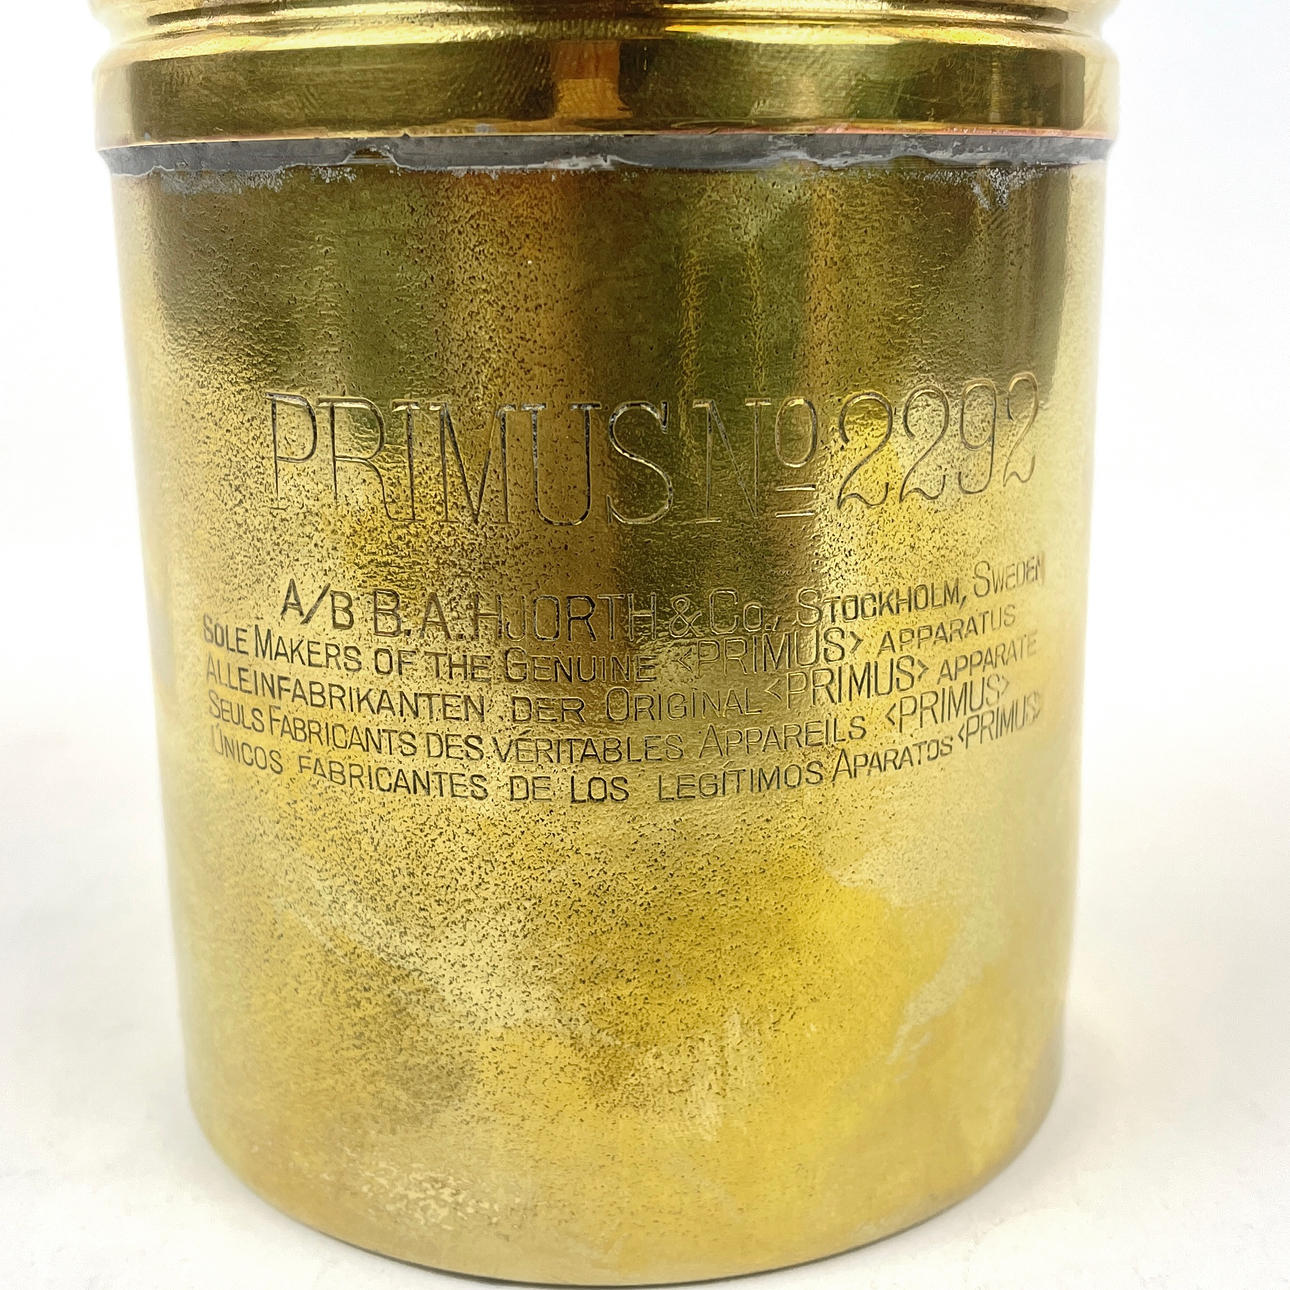 PRIMUS Nº 2292
A/B B.A. HJORTH & Co., STOCKHOLM, SWEDEN
SOLE MAKERS OF THE GENUINE <PRIMUS> APPARATUS
ALLEINFABRIKANTEN DER ORIGINAL <PRIMUS> APPARATE
SEULS FABRICANTS DES VÉRITABLES APPAREILS <PRIMUS>
ÚNICOS FABRICANTES DE LOS LEGÍTIMOS APARATOS <PRIMUS>